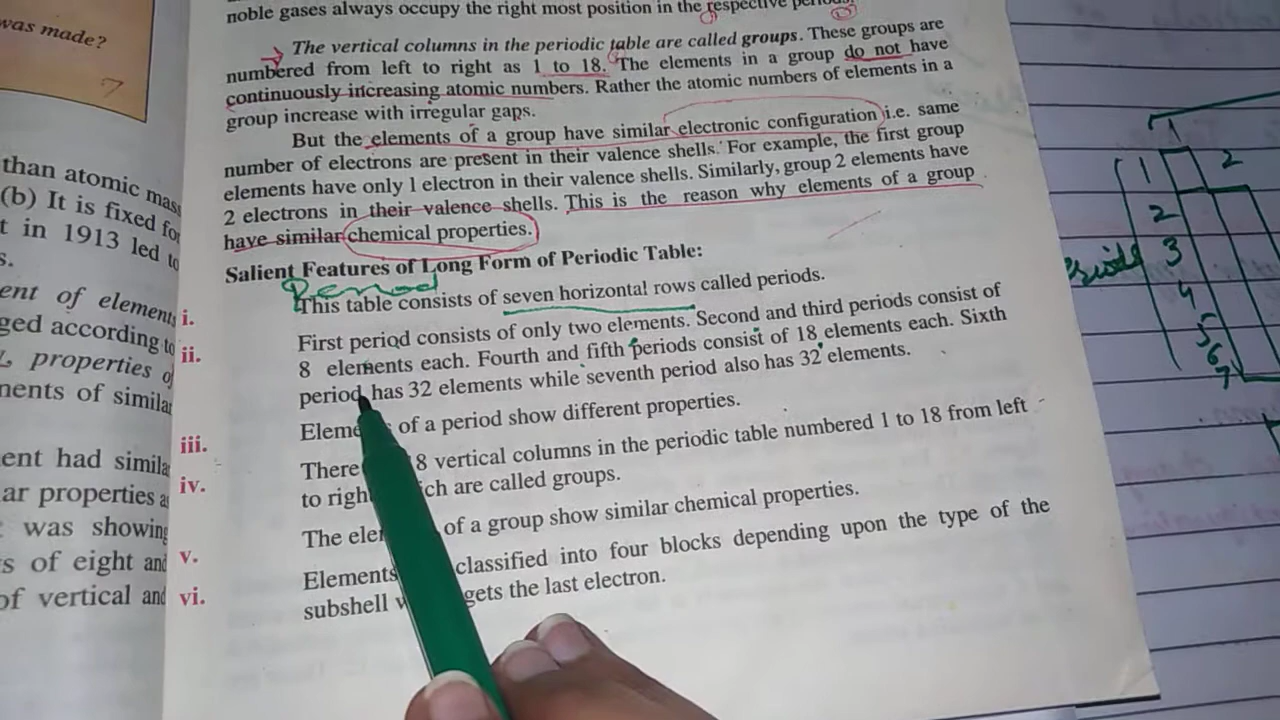 was made?
7
than atomic mass
(b) It is fixed for
t in 1913 led to
s.
ent of elements
ged according to
properties of
nents of similar
ent had similar
ar properties as
was showing
s of eight and
of vertical and
noble gases always occupy the right most position in the respective periods.
The vertical columns in the periodic table are called groups. These groups are
numbered from left to right as 1 to 18. The elements in a group do not have
continuously increasing atomic numbers. Rather the atomic numbers of elements in a
group increase with irregular gaps.
But the elements of a group have similar electronic configuration i.e. same
number of electrons are present in their valence shells. For example, the first group
elements have only 1 electron in their valence shells. Similarly, group 2 elements have
2 electrons in their valence shells. This is the reason why elements of a group
have similar chemical properties.
Salient Features of Long Form of Periodic Table:
Period
i. This table consists of seven horizontal rows called periods.
ii. First period consists of only two elements. Second and third periods consist of
8 elements each. Fourth and fifth periods consist of 18 elements each. Sixth
period has 32 elements while seventh period also has 32 elements.
iii. Eleme s of a period show different properties.
iv. There 8 vertical columns in the periodic table numbered 1 to 18 from left
to right ich are called groups.
v. The ele of a group show similar chemical properties.
vi. Elements classified into four blocks depending upon the type of the
subshell w gets the last electron.
1
1 2
2
Periods 3
4
5
6
7